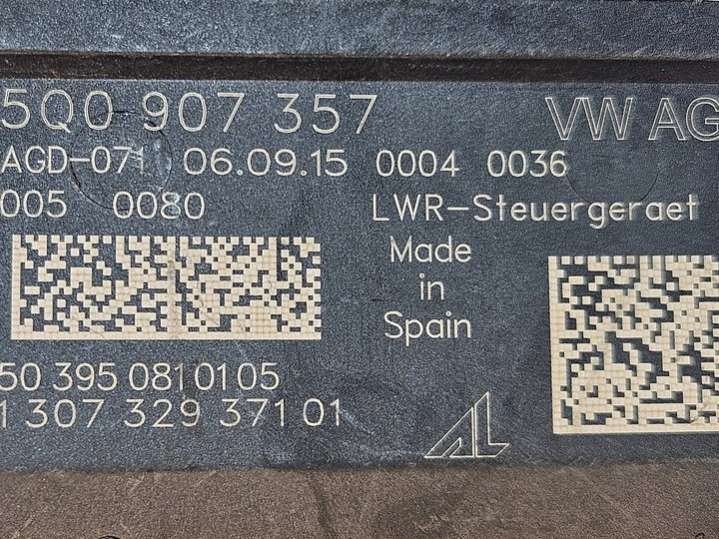 5Q0 907 357 VW AG
AGD-071 06.09.15 0004 0036
005 0080 LWR-Steuergeraet
Made
in
Spain
50 395 081 01 05
1 307 329 371 01
AL